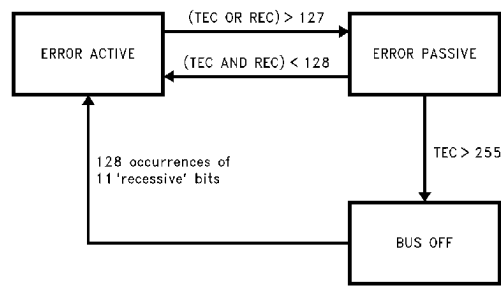 (TEC OR REC) > 127
ERROR ACTIVE
ERROR PASSIVE
(TEC AND REC) < 128
TEC > 255
128 occurrences of
11 'recessive' bits
BUS OFF